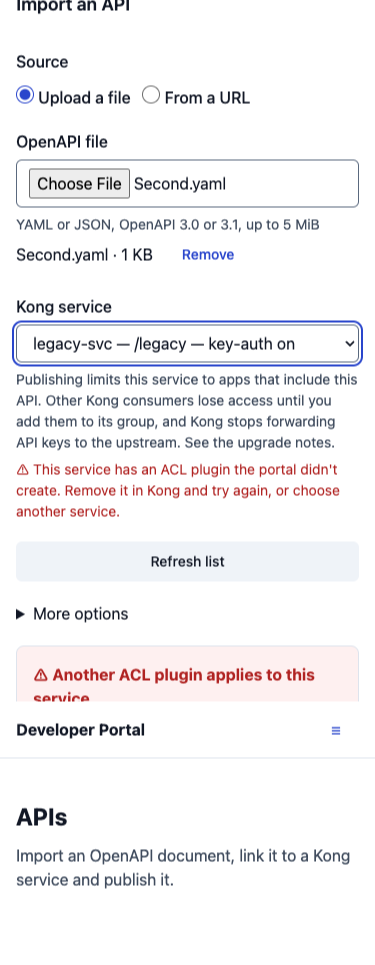 Import an API
Source
Upload a file From a URL
OpenAPI file
Choose File Second.yaml
YAML or JSON, OpenAPI 3.0 or 3.1, up to 5 MiB
Second.yaml · 1 KB Remove
Kong service
legacy-svc — /legacy — key-auth on
Publishing limits this service to apps that include this
API. Other Kong consumers lose access until you
add them to its group, and Kong stops forwarding
API keys to the upstream. See the upgrade notes.
⚠ This service has an ACL plugin the portal didn't
create. Remove it in Kong and try again, or choose
another service.
Refresh list
More options
⚠ Another ACL plugin applies to this
service
Developer Portal
APIs
Import an OpenAPI document, link it to a Kong
service and publish it.